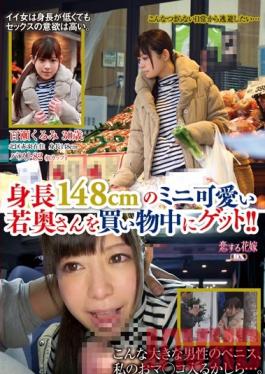 イイ女は身長が低くても
セックスの意欲は高い。
こんなつまらない日常から逃避したい…
百瀬くるみ 30歳
身長148cmのミニ可愛い
若奥さんを買い物中にゲット!!
恋する花嫁
こんな大きな男性のペニス、
私のおマ〇コ入るかしら…。